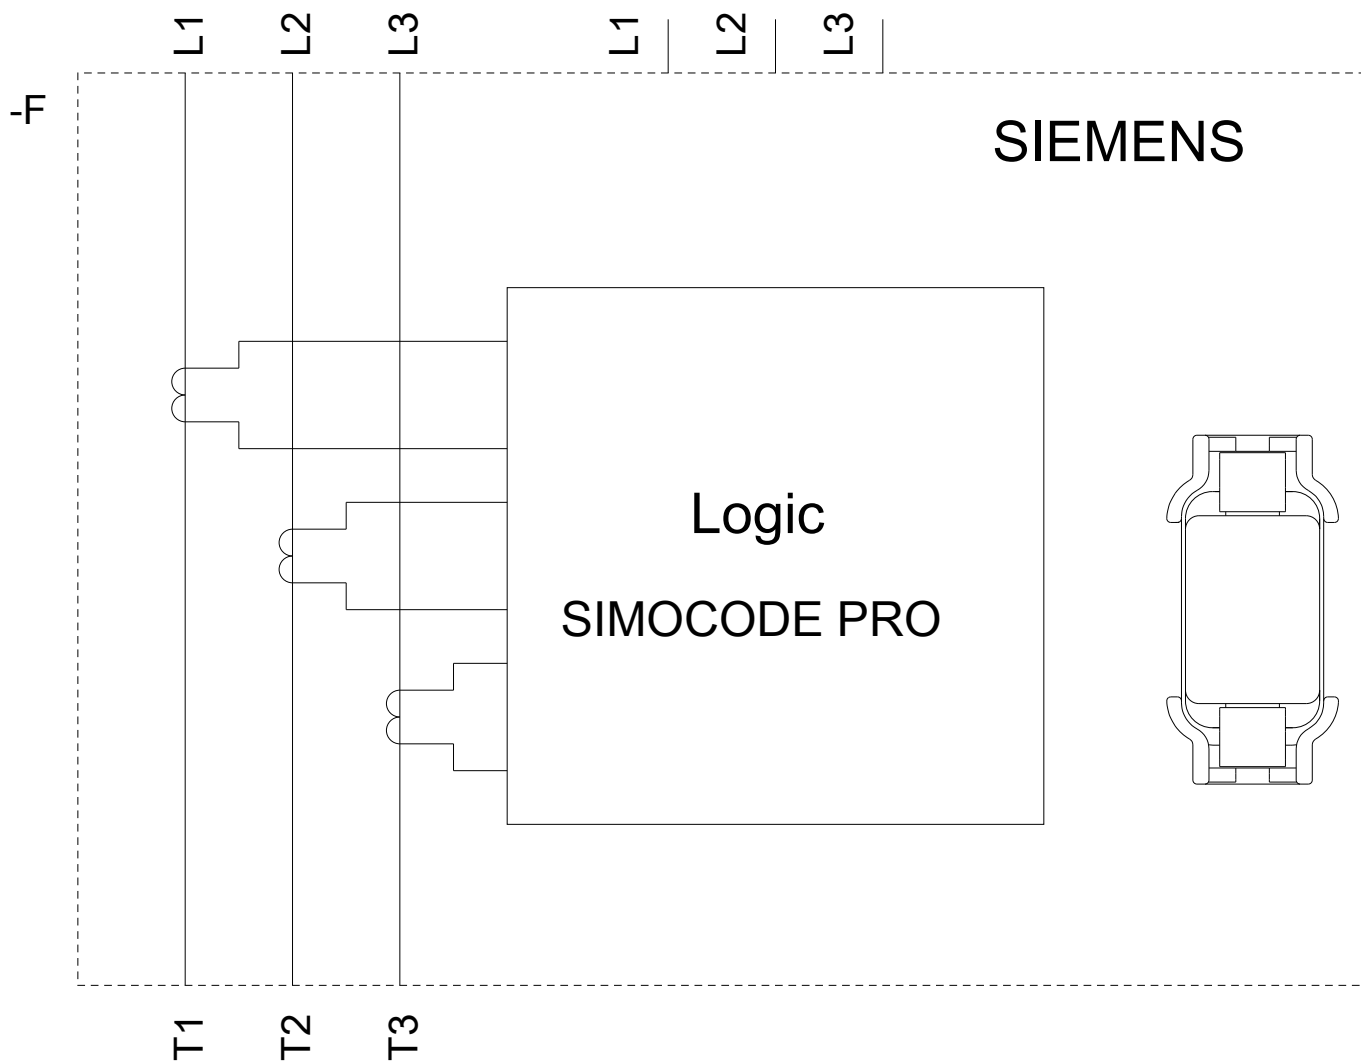 L1 L2 L3 L1 L2 L3
-F
SIEMENS
Logic
SIMOCODE PRO
T1 T2 T3